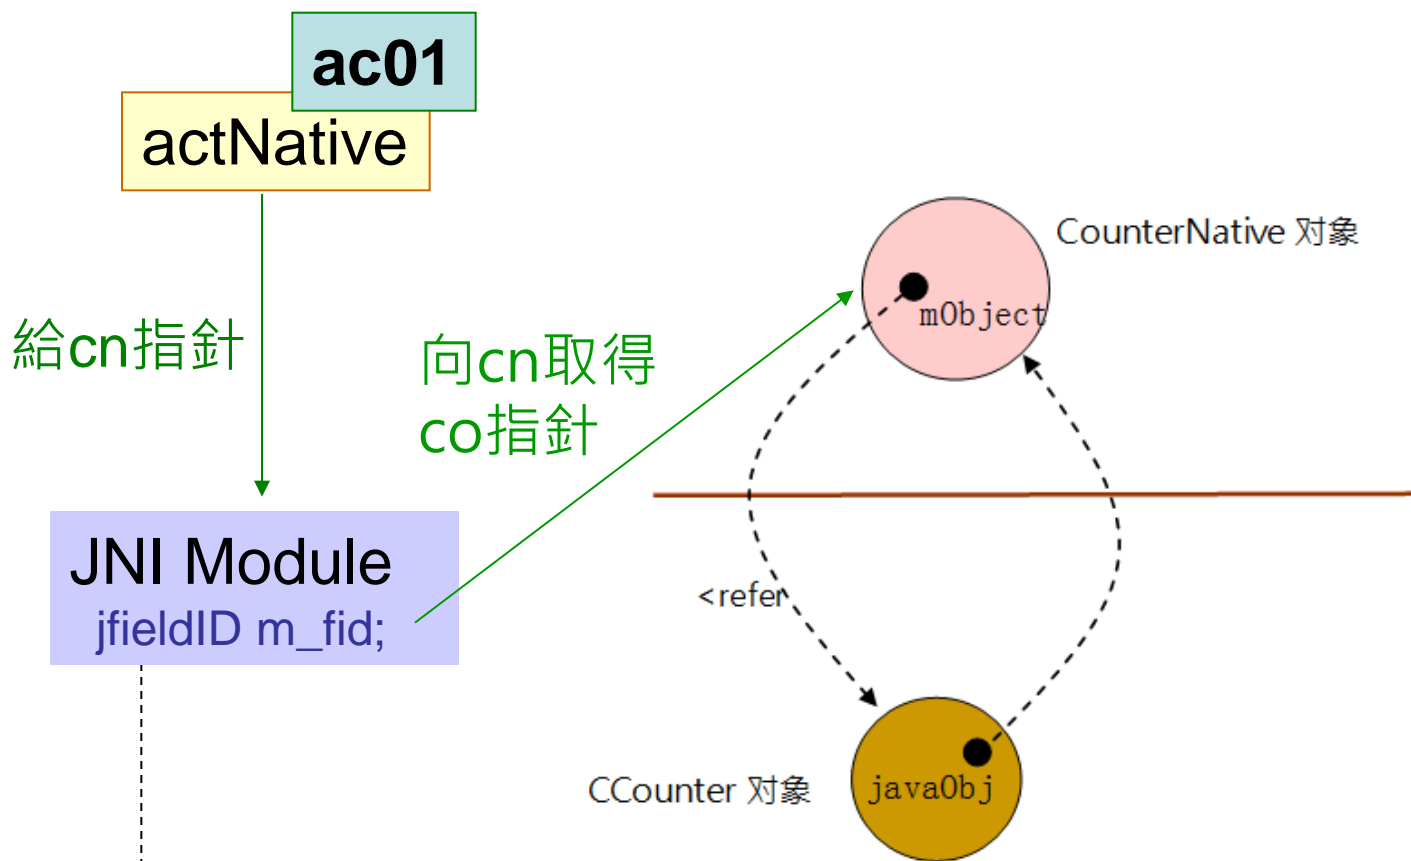 ac01
actNative
CounterNative 对象
mObject
給cn指針
向cn取得
co指針
JNI Module
jfieldID m_fid;
<refer
CCounter 对象
javaObj